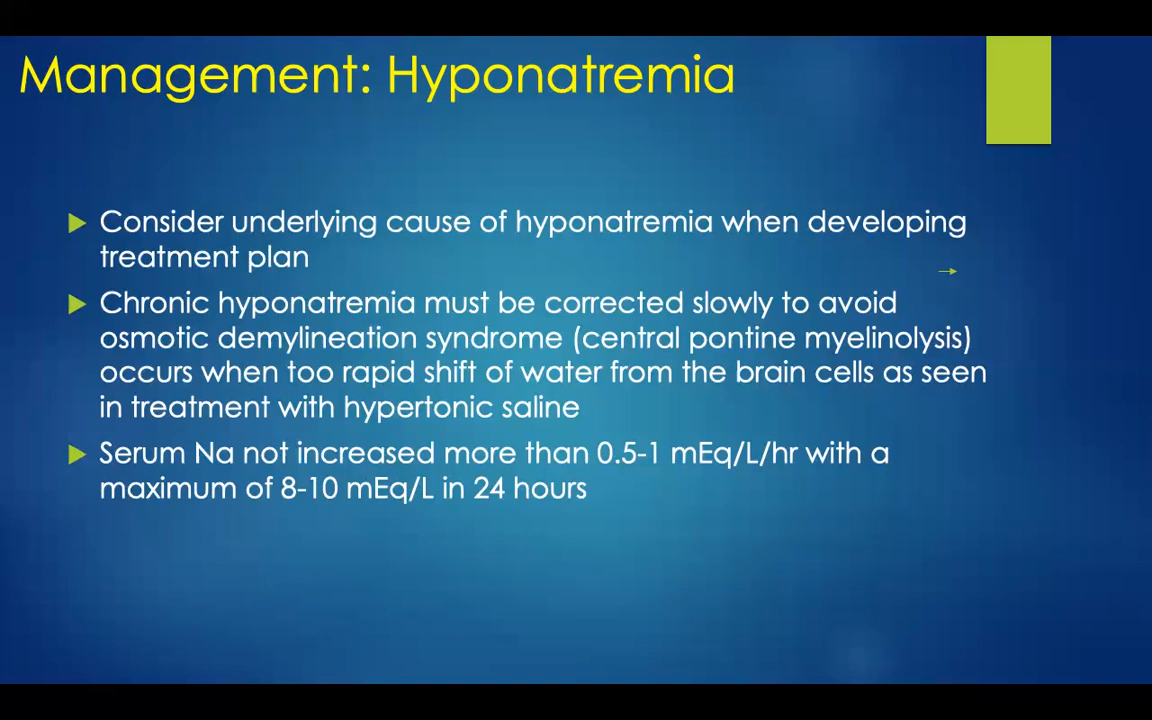 Management: Hyponatremia
Consider underlying cause of hyponatremia when developing
treatment plan
Chronic hyponatremia must be corrected slowly to avoid
osmotic demylineation syndrome (central pontine myelinolysis)
occurs when too rapid shift of water from the brain cells as seen
in treatment with hypertonic saline
Serum Na not increased more than 0.5-1 mEq/L/hr with a
maximum of 8-10 mEq/L in 24 hours